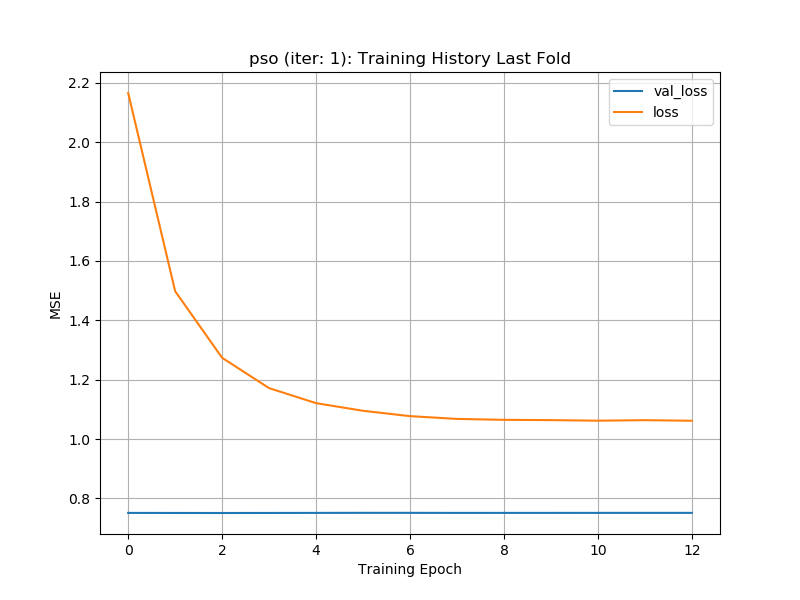 pso (iter: 1): Training History Last Fold
val_loss
loss
MSE
2.2
2.0
1.8
1.6
1.4
1.2
1.0
0.8
0 2 4 6 8 10 12
Training Epoch